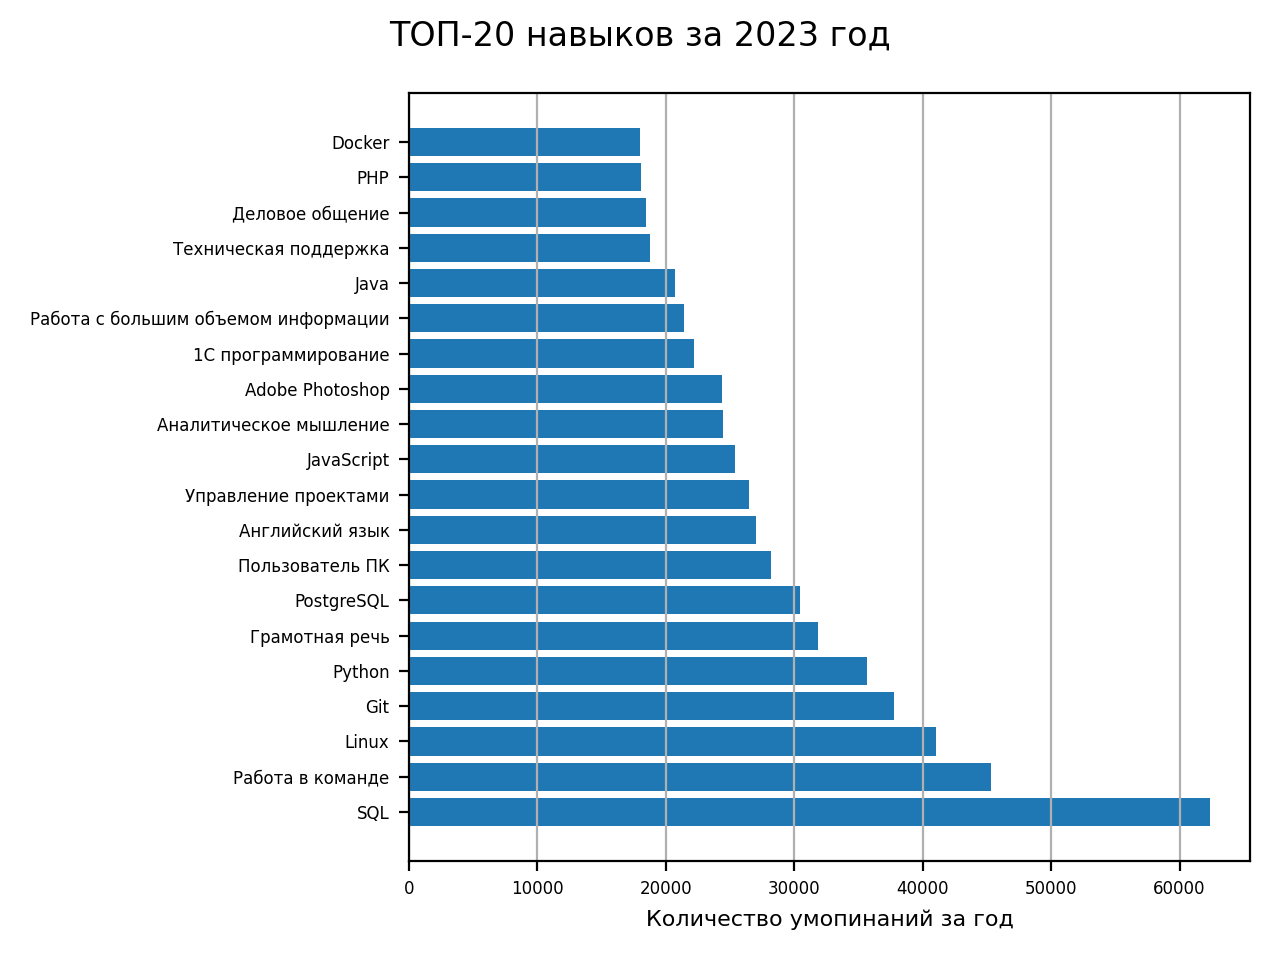 ТОП-20 навыков за 2023 год
Docker
PHP
Деловое общение
Техническая поддержка
Java
Работа с большим объемом информации
1С программирование
Adobe Photoshop
Аналитическое мышление
JavaScript
Управление проектами
Английский язык
Пользователь ПК
PostgreSQL
Грамотная речь
Python
Git
Linux
Работа в команде
SQL
0 10000 20000 30000 40000 50000 60000
Количество умопинаний за год